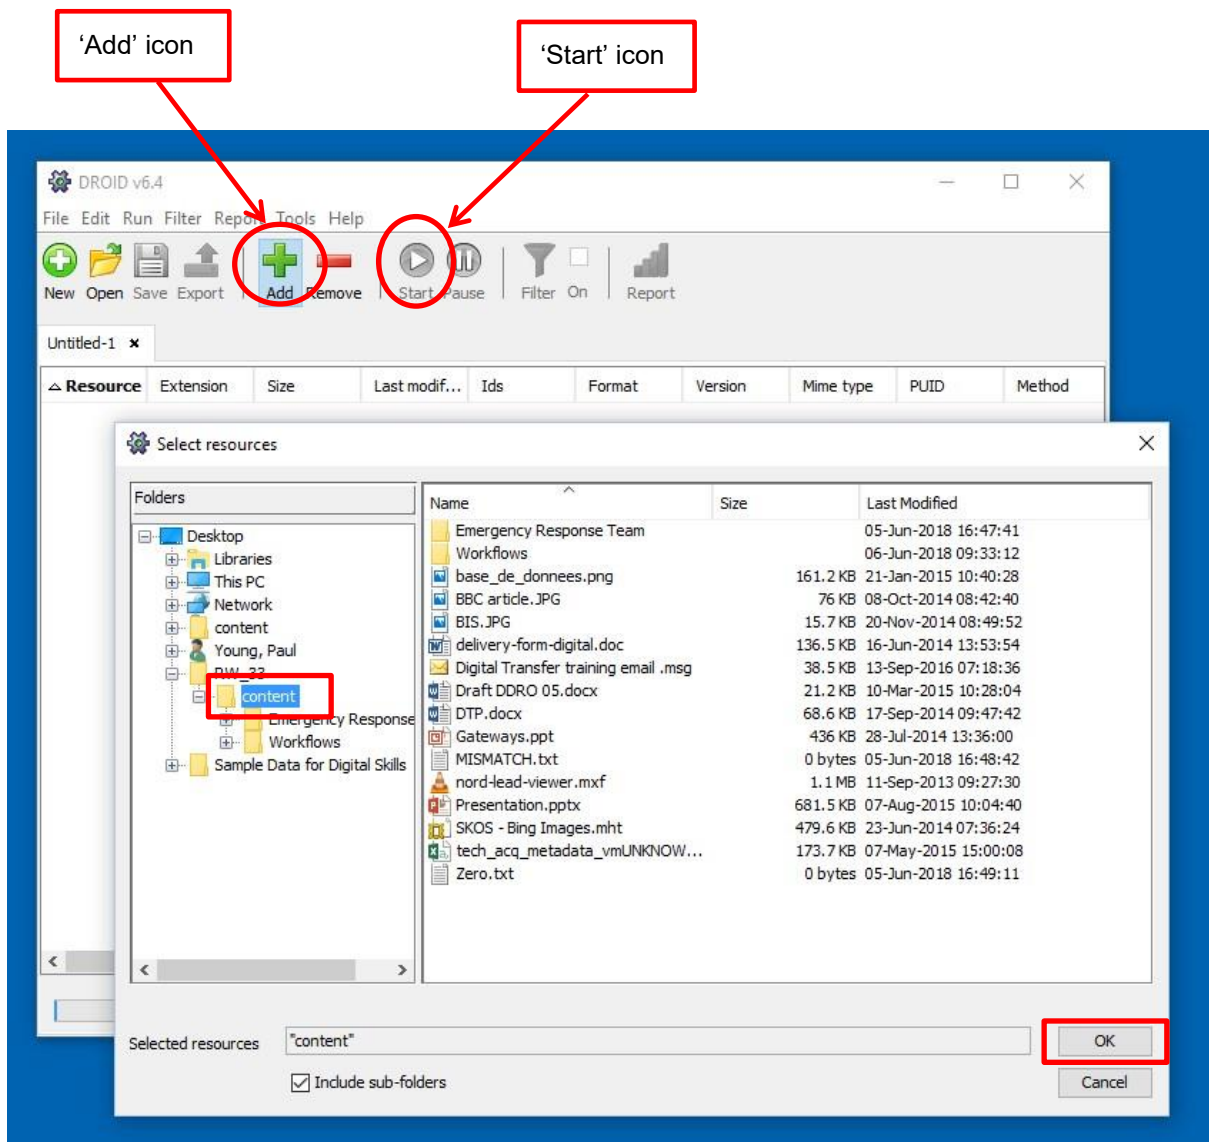 ‘Add’ icon
‘Start’ icon
DROID v6.4
File Edit Run Filter Report Tools Help
New Open Save Export Add Remove Start Pause Filter On Report
Untitled-1
Resource Extension Size Last modif... Ids Format Version Mime type PUID Method
Select resources
Folders
Desktop
Libraries
This PC
Network
content
Young, Paul
RW_33
content
Emergency Response
Workflows
Sample Data for Digital Skills
Name Size Last Modified
Emergency Response Team 05-Jun-2018 16:47:41
Workflows 06-Jun-2018 09:33:12
base_de_donnees.png 161.2 KB 21-Jan-2015 10:40:28
BBC article.JPG 76 KB 08-Oct-2014 08:42:40
BIS.JPG 15.7 KB 20-Nov-2014 08:49:52
delivery-form-digital.doc 136.5 KB 16-Jun-2014 13:53:54
Digital Transfer training email .msg 38.5 KB 13-Sep-2016 07:18:36
Draft DDRO 05.docx 21.2 KB 10-Mar-2015 10:28:04
DTP.docx 68.6 KB 17-Sep-2014 09:47:42
Gateways.ppt 436 KB 28-Jul-2014 13:36:00
MISMATCH.txt 0 bytes 05-Jun-2018 16:48:42
nord-lead-viewer.mxf 1.1 MB 11-Sep-2013 09:27:30
Presentation.pptx 681.5 KB 07-Aug-2015 10:04:40
SKOS - Bing Images.mht 479.6 KB 23-Jun-2014 07:36:24
tech_acq_metadata_vmUNKNOW... 173.7 KB 07-May-2015 15:00:08
Zero.txt 0 bytes 05-Jun-2018 16:49:11
Selected resources "content" OK
Include sub-folders Cancel